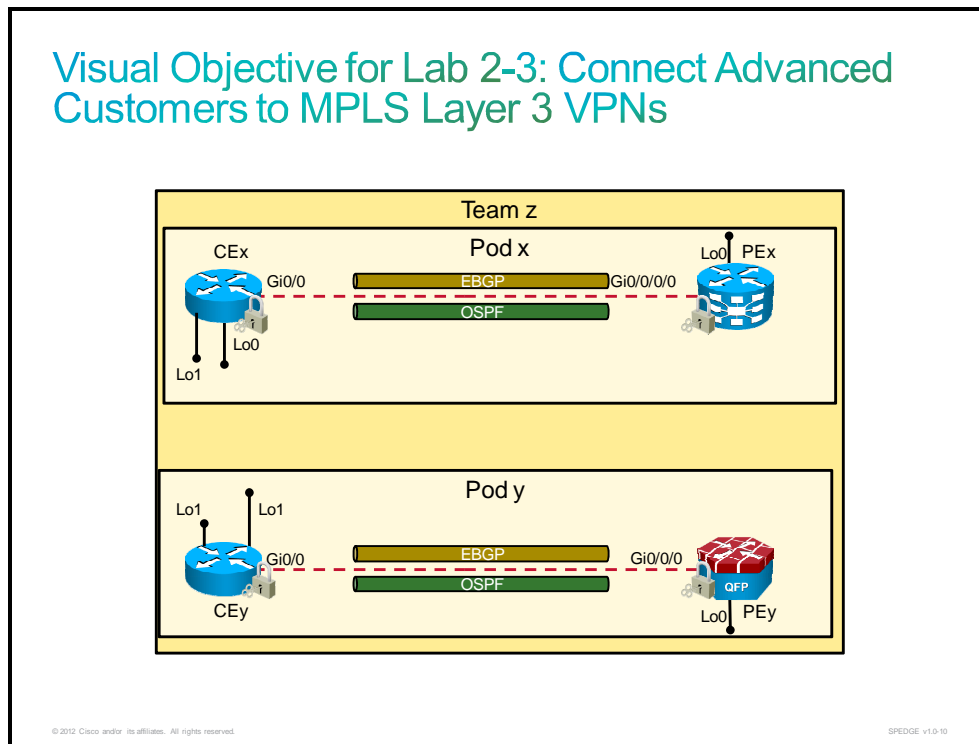 Visual Objective for Lab 2-3: Connect Advanced
Customers to MPLS Layer 3 VPNs
Team z
Pod x
CEx
Lo0
PEx
Gi0/0
EBGP
Gi0/0/0/0
OSPF
Lo0
Lo1
Pod y
Lo1
Lo1
EBGP
Gi0/0
Gi0/0/0
OSPF
QFP
CEy
Lo0
PEy
© 2012 Cisco and/or its affiliates. All rights reserved.
SPEDGE v1.0-10